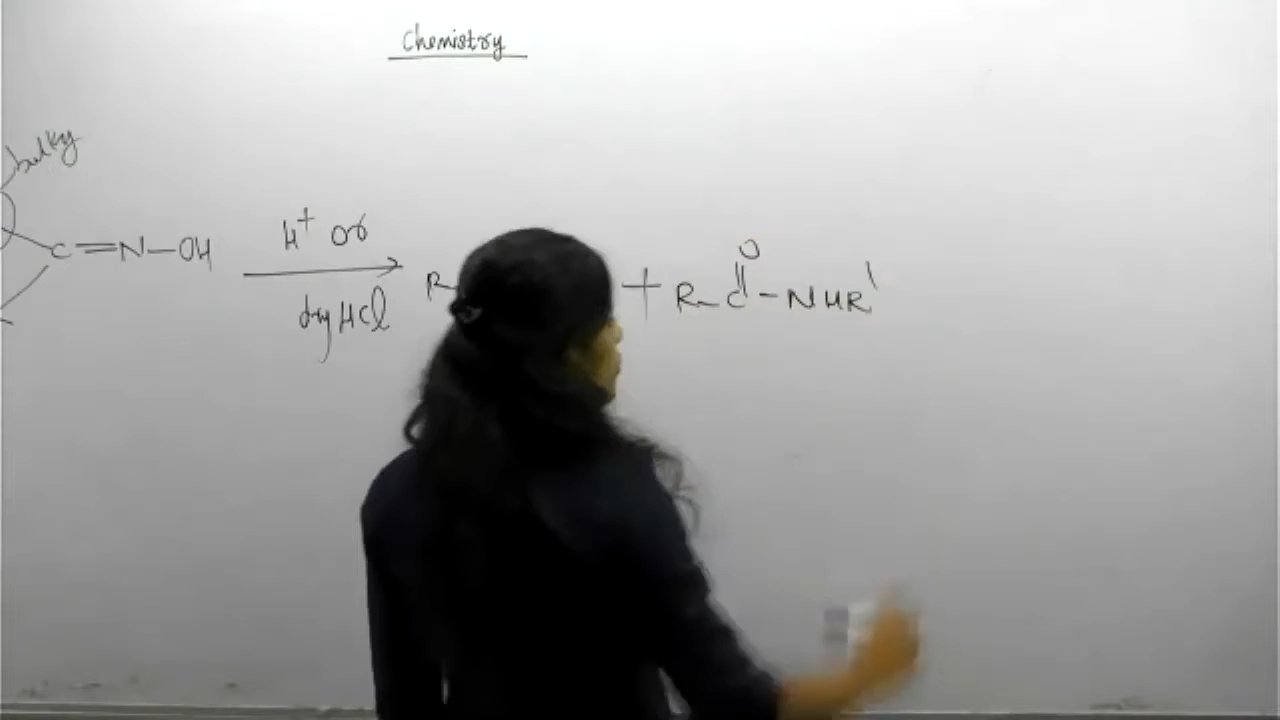 Chemistry
bulky
C=N-OH
H⁺ or
dry HCl
R
+ R-C-NHR'
O